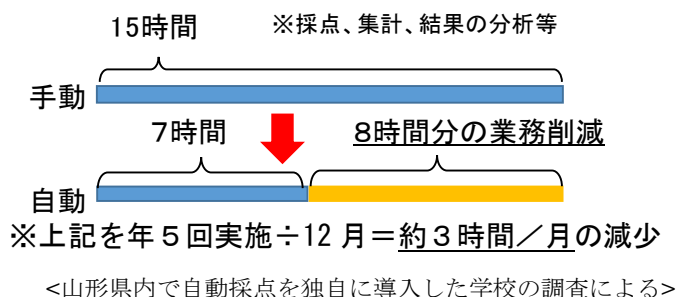 15時間 ※採点、集計、結果の分析等
手動
7時間 8時間分の業務削減
自動
※上記を年５回実施÷12 月＝約３時間／月の減少
<山形県内で自動採点を独自に導入した学校の調査による>